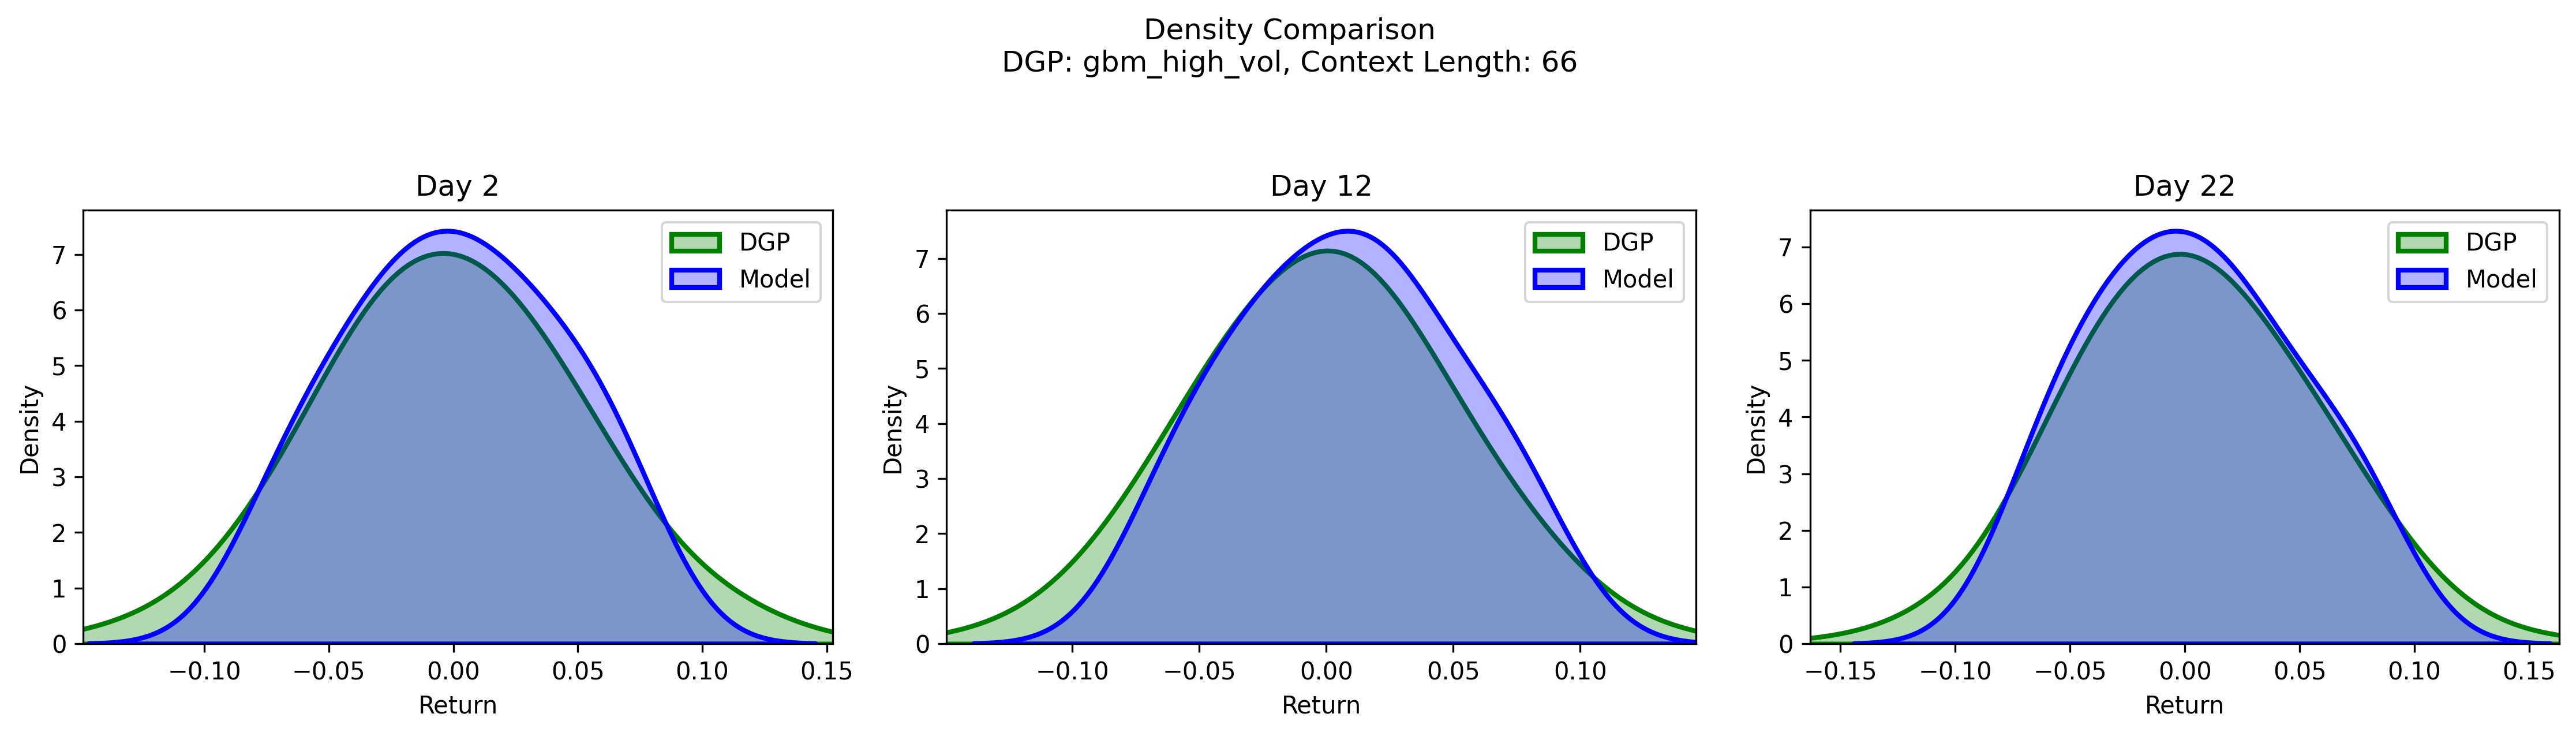 Density Comparison
DGP: gbm_high_vol, Context Length: 66
Day 2
DGP
Model
Density
7
6
5
4
3
2
1
0
−0.10
−0.05
0.00
0.05
0.10
0.15
Return
Day 12
DGP
Model
Density
7
6
5
4
3
2
1
0
−0.10
−0.05
0.00
0.05
0.10
Return
Day 22
DGP
Model
Density
7
6
5
4
3
2
1
0
−0.15
−0.10
−0.05
0.00
0.05
0.10
0.15
Return